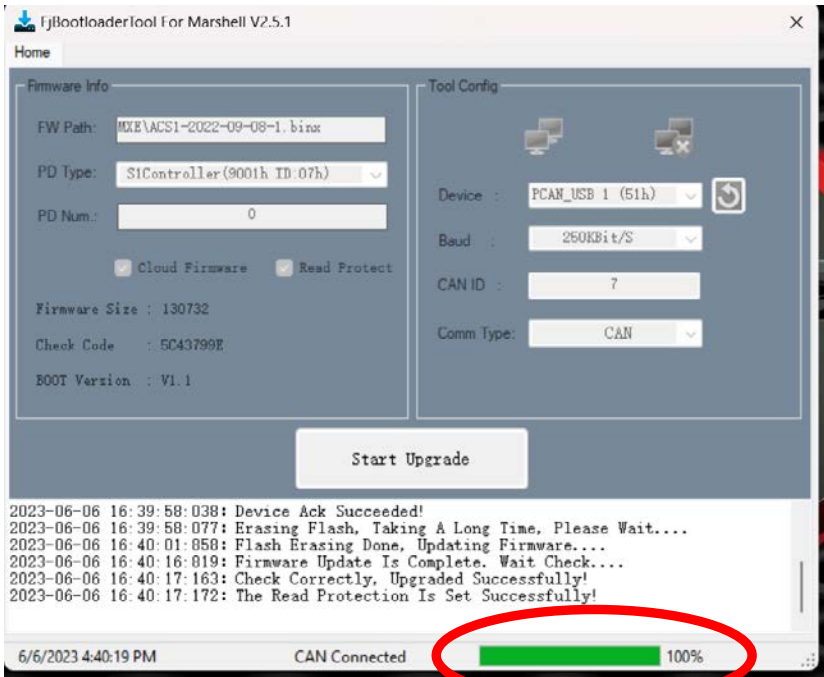 FjBootloaderTool For Marshell V2.5.1
Home
Firmware Info
FW Path: MXE\ACS1-2022-09-08-1.binx
PD Type: S1Controller(9001h ID:07h)
PD Num.: 0
Cloud Firmware Read Protect
Firmware Size : 130732
Check Code : 5C43799E
BOOT Version : V1.1
Tool Config
Device : PCAN_USB 1 (51h)
Baud : 250KBit/S
CAN ID : 7
Comm Type: CAN
Start Upgrade
2023-06-06 16:39:58:038: Device Ack Succeeded!
2023-06-06 16:39:58:077: Erasing Flash, Taking A Long Time, Please Wait....
2023-06-06 16:40:01:858: Flash Erasing Done, Updating Firmware....
2023-06-06 16:40:16:819: Firmware Update Is Complete. Wait Check....
2023-06-06 16:40:17:163: Check Correctly, Upgraded Successfully!
2023-06-06 16:40:17:172: The Read Protection Is Set Successfully!
6/6/2023 4:40:19 PM CAN Connected 100%